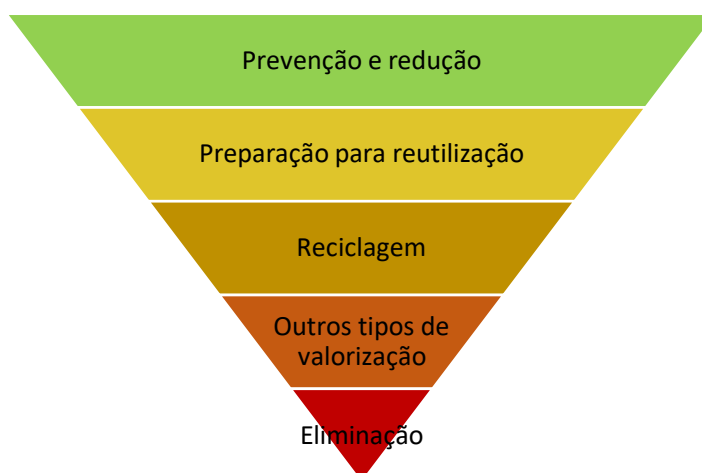 Prevenção e redução
Preparação para reutilização
Reciclagem
Outros tipos de
valorização
Eliminação